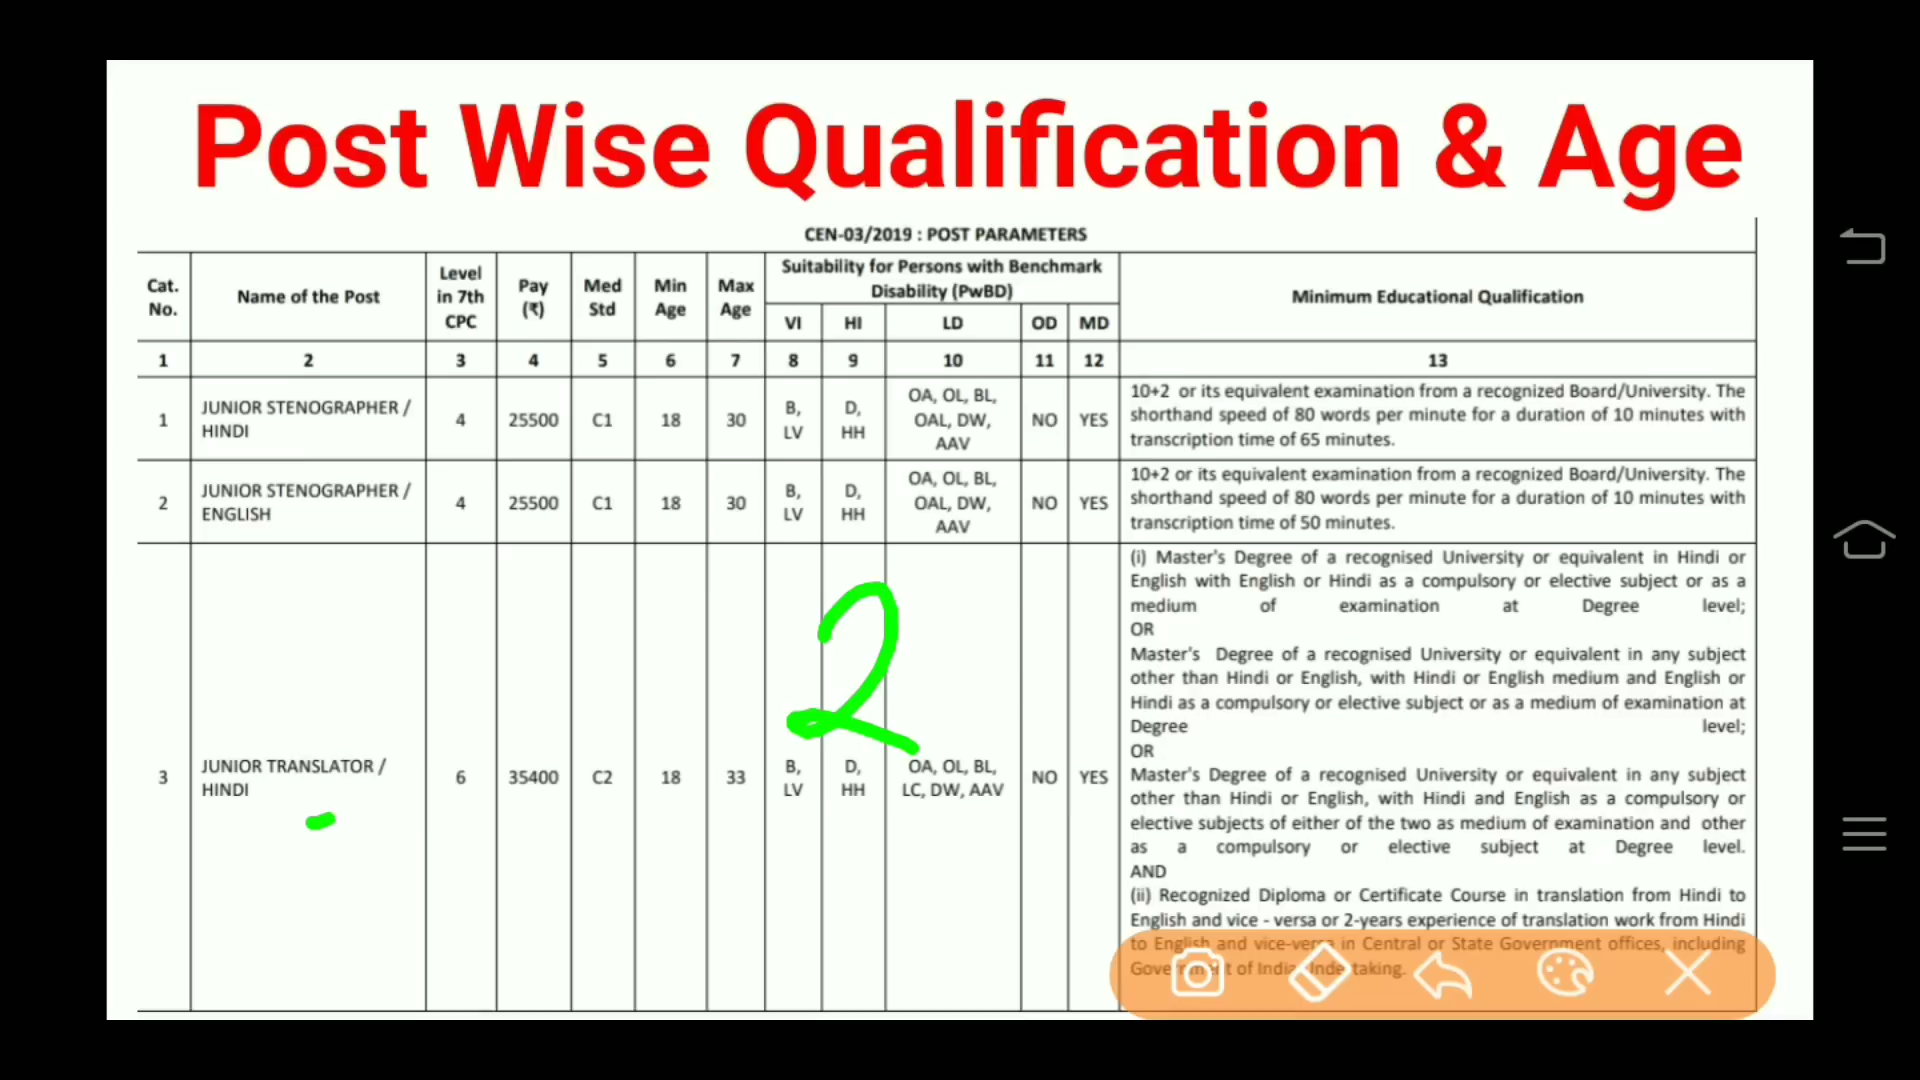 Post Wise Qualification & Age
CEN-03/2019 : POST PARAMETERS
Cat. No.
Name of the Post
Level in 7th CPC
Pay (₹)
Med Std
Min Age
Max Age
Suitability for Persons with Benchmark Disability (PwBD)
VI HI LD OD MD
Minimum Educational Qualification
1 2 3 4 5 6 7 8 9 10 11 12 13
1 JUNIOR STENOGRAPHER / HINDI 4 25500 C1 18 30 B, LV D, HH OA, OL, BL, OAL, DW, AAV NO YES
10+2 or its equivalent examination from a recognized Board/University. The
shorthand speed of 80 words per minute for a duration of 10 minutes with
transcription time of 65 minutes.
2 JUNIOR STENOGRAPHER / ENGLISH 4 25500 C1 18 30 B, LV D, HH OA, OL, BL, OAL, DW, AAV NO YES
10+2 or its equivalent examination from a recognized Board/University. The
shorthand speed of 80 words per minute for a duration of 10 minutes with
transcription time of 50 minutes.
2
3 JUNIOR TRANSLATOR / HINDI 6 35400 C2 18 33 B, LV D, HH OA, OL, BL, LC, DW, AAV NO YES
(i) Master's Degree of a recognised University or equivalent in Hindi or
English with English or Hindi as a compulsory or elective subject or as a
medium of examination at Degree level;
OR
Master's Degree of a recognised University or equivalent in any subject
other than Hindi or English, with Hindi or English medium and English or
Hindi as a compulsory or elective subject or as a medium of examination at
Degree level;
OR
Master's Degree of a recognised University or equivalent in any subject
other than Hindi or English, with Hindi and English as a compulsory or
elective subjects of either of the two as medium of examination and other
as a compulsory or elective subject at Degree level.
AND
(ii) Recognized Diploma or Certificate Course in translation from Hindi to
English and vice - versa or 2-years experience of translation work from Hindi
to English and vice-versa in Central or State Government offices, including
Government of India Undertaking.